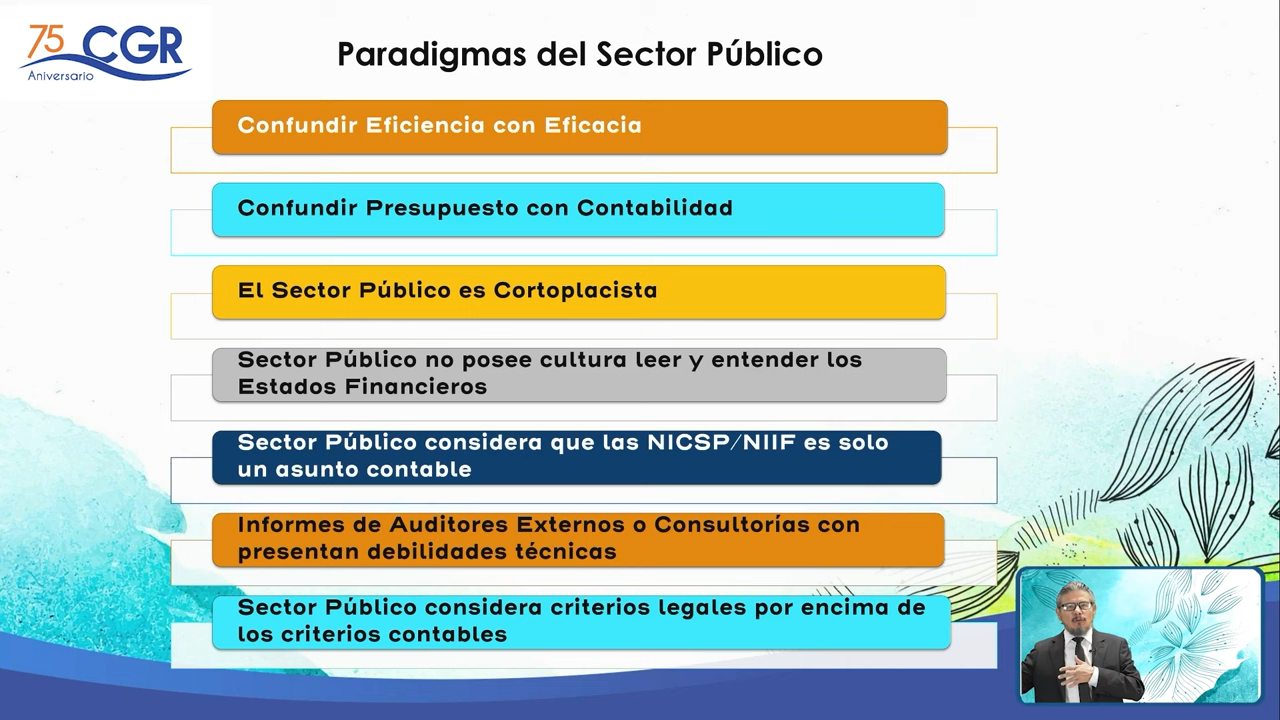 75 CGR
Aniversario
Paradigmas del Sector Público
Confundir Eficiencia con Eficacia
Confundir Presupuesto con Contabilidad
El Sector Público es Cortoplacista
Sector Público no posee cultura leer y entender los
Estados Financieros
Sector Público considera que las NICSP/NIIF es solo
un asunto contable
Informes de Auditores Externos o Consultorías con
presentan debilidades técnicas
Sector Público considera criterios legales por encima de
los criterios contables